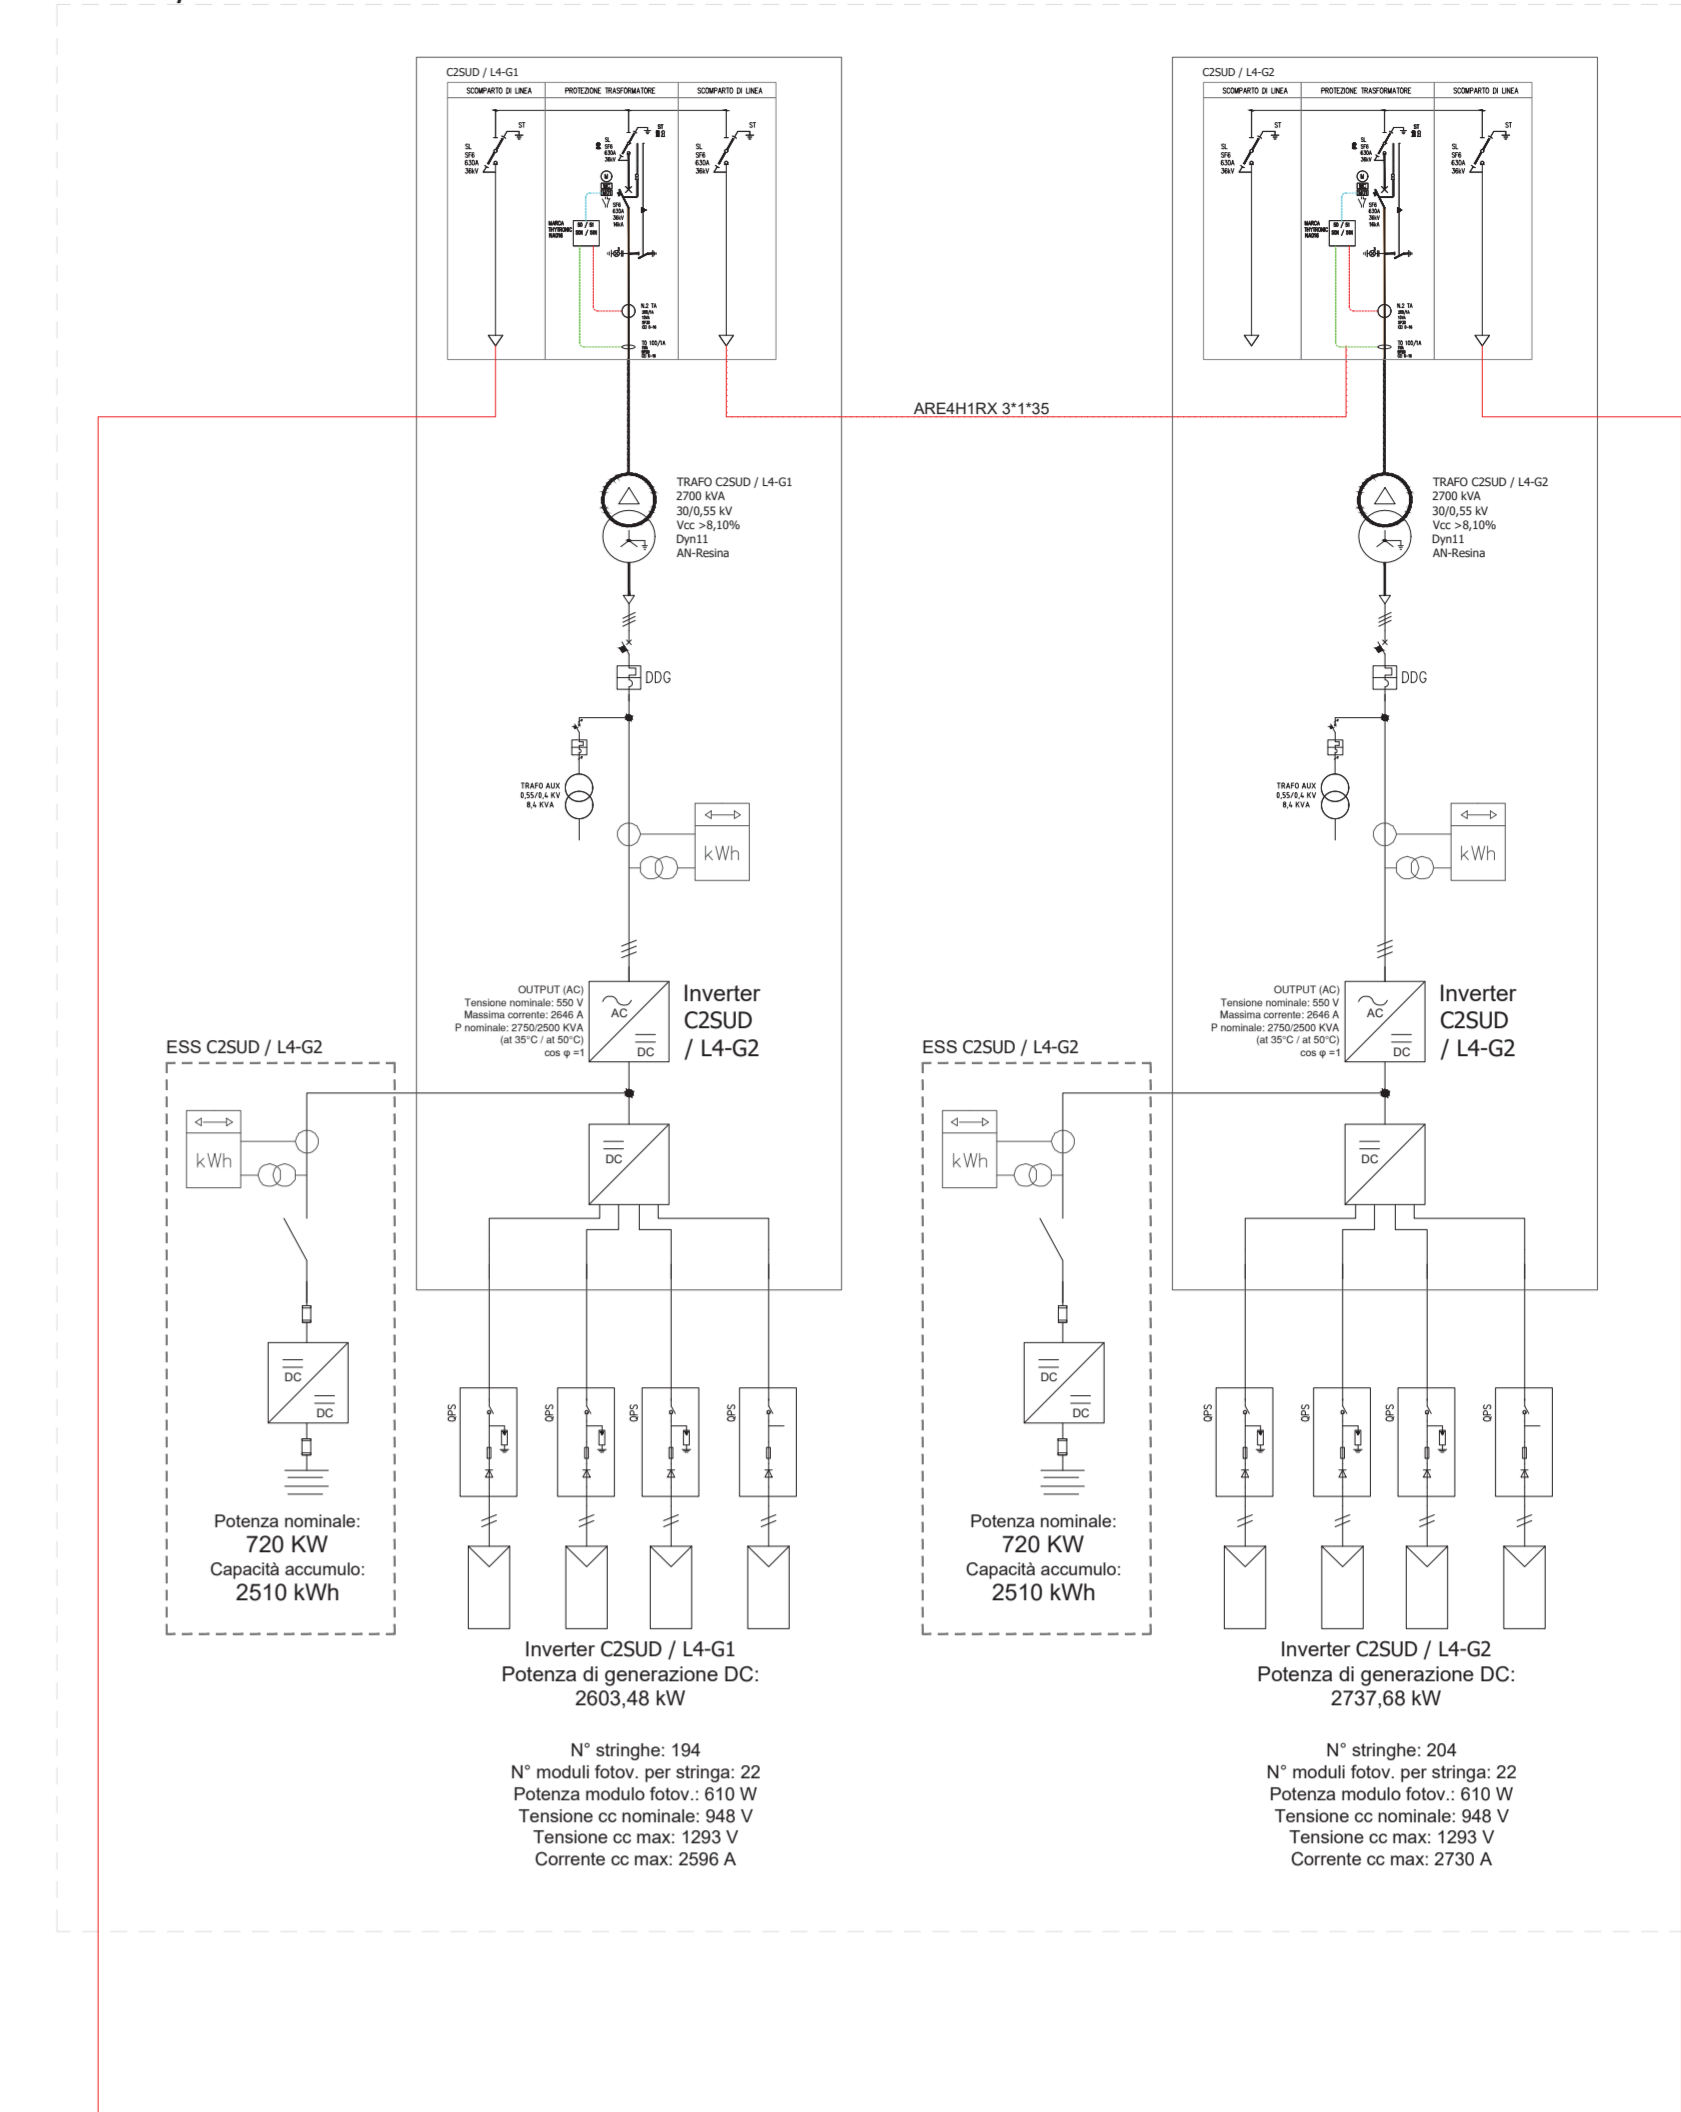 C2SUD / L4-G1
SCOMPARTO DI LINEA
PROTEZIONE TRASFORMATORE
SCOMPARTO DI LINEA
ST
SL
SF6
630A
36kV
ST
SL
SF6
630A
36kV
M
SF6
630A
36kV
16kA
MARCA
THYTRONIC
NA016
50 / 51
N.2 TA
TO 100/1A
ST
SL
SF6
630A
36kV
C2SUD / L4-G2
SCOMPARTO DI LINEA
PROTEZIONE TRASFORMATORE
SCOMPARTO DI LINEA
ST
SL
SF6
630A
36kV
ST
SL
SF6
630A
36kV
M
SF6
630A
36kV
16kA
MARCA
THYTRONIC
NA016
50 / 51
N.2 TA
TO 100/1A
ST
SL
SF6
630A
36kV
ARE4H1RX 3*1*35
TRAFO C2SUD / L4-G1
2700 kVA
30/0,55 kV
Vcc >8,10%
Dyn11
AN-Resina
TRAFO C2SUD / L4-G2
2700 kVA
30/0,55 kV
Vcc >8,10%
Dyn11
AN-Resina
DDG
DDG
TRAFO AUX
0,55/0,4 KV
8,4 KVA
kWh
TRAFO AUX
0,55/0,4 KV
8,4 KVA
kWh
OUTPUT (AC)
Tensione nominale: 550 V
Massima corrente: 2646 A
P nominale: 2750/2500 KVA
(at 35°C / at 50°C)
cos φ =1
AC
DC
Inverter
C2SUD
/ L4-G2
OUTPUT (AC)
Tensione nominale: 550 V
Massima corrente: 2646 A
P nominale: 2750/2500 KVA
(at 35°C / at 50°C)
cos φ =1
AC
DC
Inverter
C2SUD
/ L4-G2
ESS C2SUD / L4-G2
kWh
DC
DC
DC
Potenza nominale:
720 KW
Capacità accumulo:
2510 kWh
QPS
QPS
QPS
QPS
ESS C2SUD / L4-G2
kWh
DC
DC
DC
Potenza nominale:
720 KW
Capacità accumulo:
2510 kWh
QPS
QPS
QPS
QPS
Inverter C2SUD / L4-G1
Potenza di generazione DC:
2603,48 kW
N° stringhe: 194
N° moduli fotov. per stringa: 22
Potenza modulo fotov.: 610 W
Tensione cc nominale: 948 V
Tensione cc max: 1293 V
Corrente cc max: 2596 A
Inverter C2SUD / L4-G2
Potenza di generazione DC:
2737,68 kW
N° stringhe: 204
N° moduli fotov. per stringa: 22
Potenza modulo fotov.: 610 W
Tensione cc nominale: 948 V
Tensione cc max: 1293 V
Corrente cc max: 2730 A